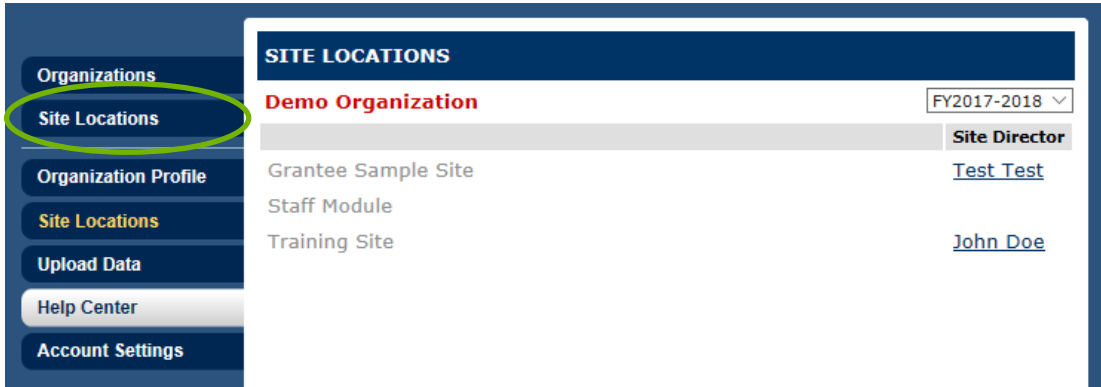 Organizations
Site Locations
Organization Profile
Site Locations
Upload Data
Help Center
Account Settings
SITE LOCATIONS
Demo Organization FY2017-2018
Site Director
Grantee Sample Site Test Test
Staff Module
Training Site John Doe